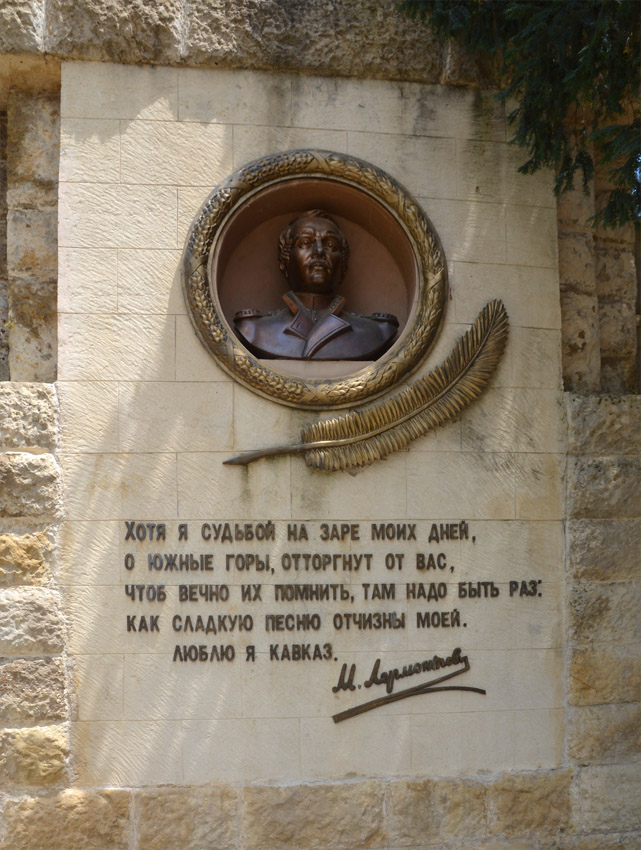 ХОТЯ Я СУДЬБОЙ НА ЗАРЕ МОИХ ДНЕЙ,
О ЮЖНЫЕ ГОРЫ, ОТТОРГНУТ ОТ ВАС,
ЧТОБ ВЕЧНО ИХ ПОМНИТЬ, ТАМ НАДО БЫТЬ РАЗ:
КАК СЛАДКУЮ ПЕСНЮ ОТЧИЗНЫ МОЕЙ.
ЛЮБЛЮ Я КАВКАЗ.
М. Лермонтов